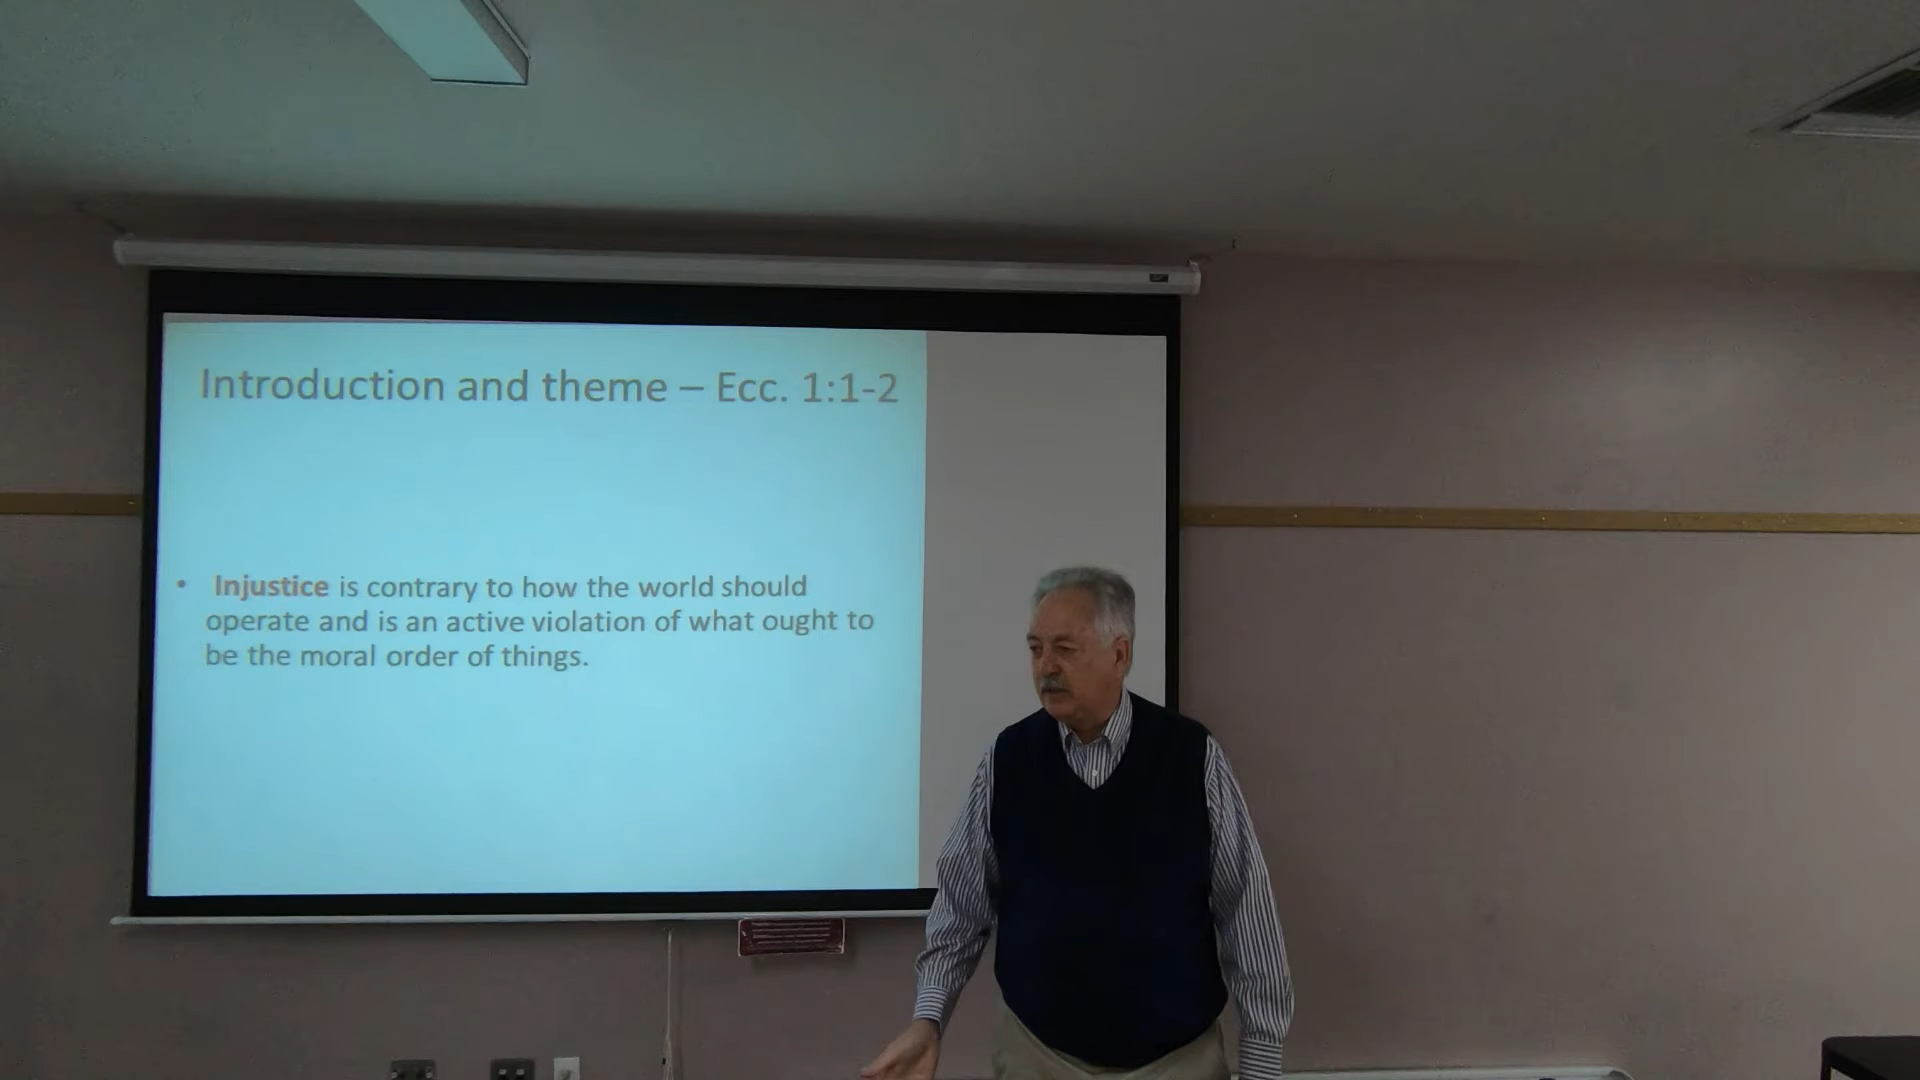 Introduction and theme – Ecc. 1:1-2
• Injustice is contrary to how the world should
operate and is an active violation of what ought to
be the moral order of things.